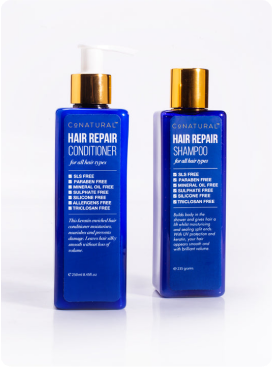 CoNATURAL
HAIR REPAIR
CONDITIONER
for all hair types
SLS FREE
PARABEN FREE
MINERAL OIL FREE
SULPHATE FREE
SILICONE FREE
ALLERGENS FREE
TRICLOSAN FREE
This keratin enriched hair
conditioner moisturises,
nourishes and prevents
damage. Leaves hair silky
smooth without loss of
volume.
CoNATURAL
HAIR REPAIR
SHAMPOO
for all hair types
SLS FREE
PARABEN FREE
MINERAL OIL FREE
SULPHATE FREE
SILICONE FREE
TRICLOSAN FREE
Builds body in the
shower and gives hair a
lift whilst moisturising
and sealing split ends.
With UV protection and
keratin, your hair
appears smooth and
with brilliant volume.